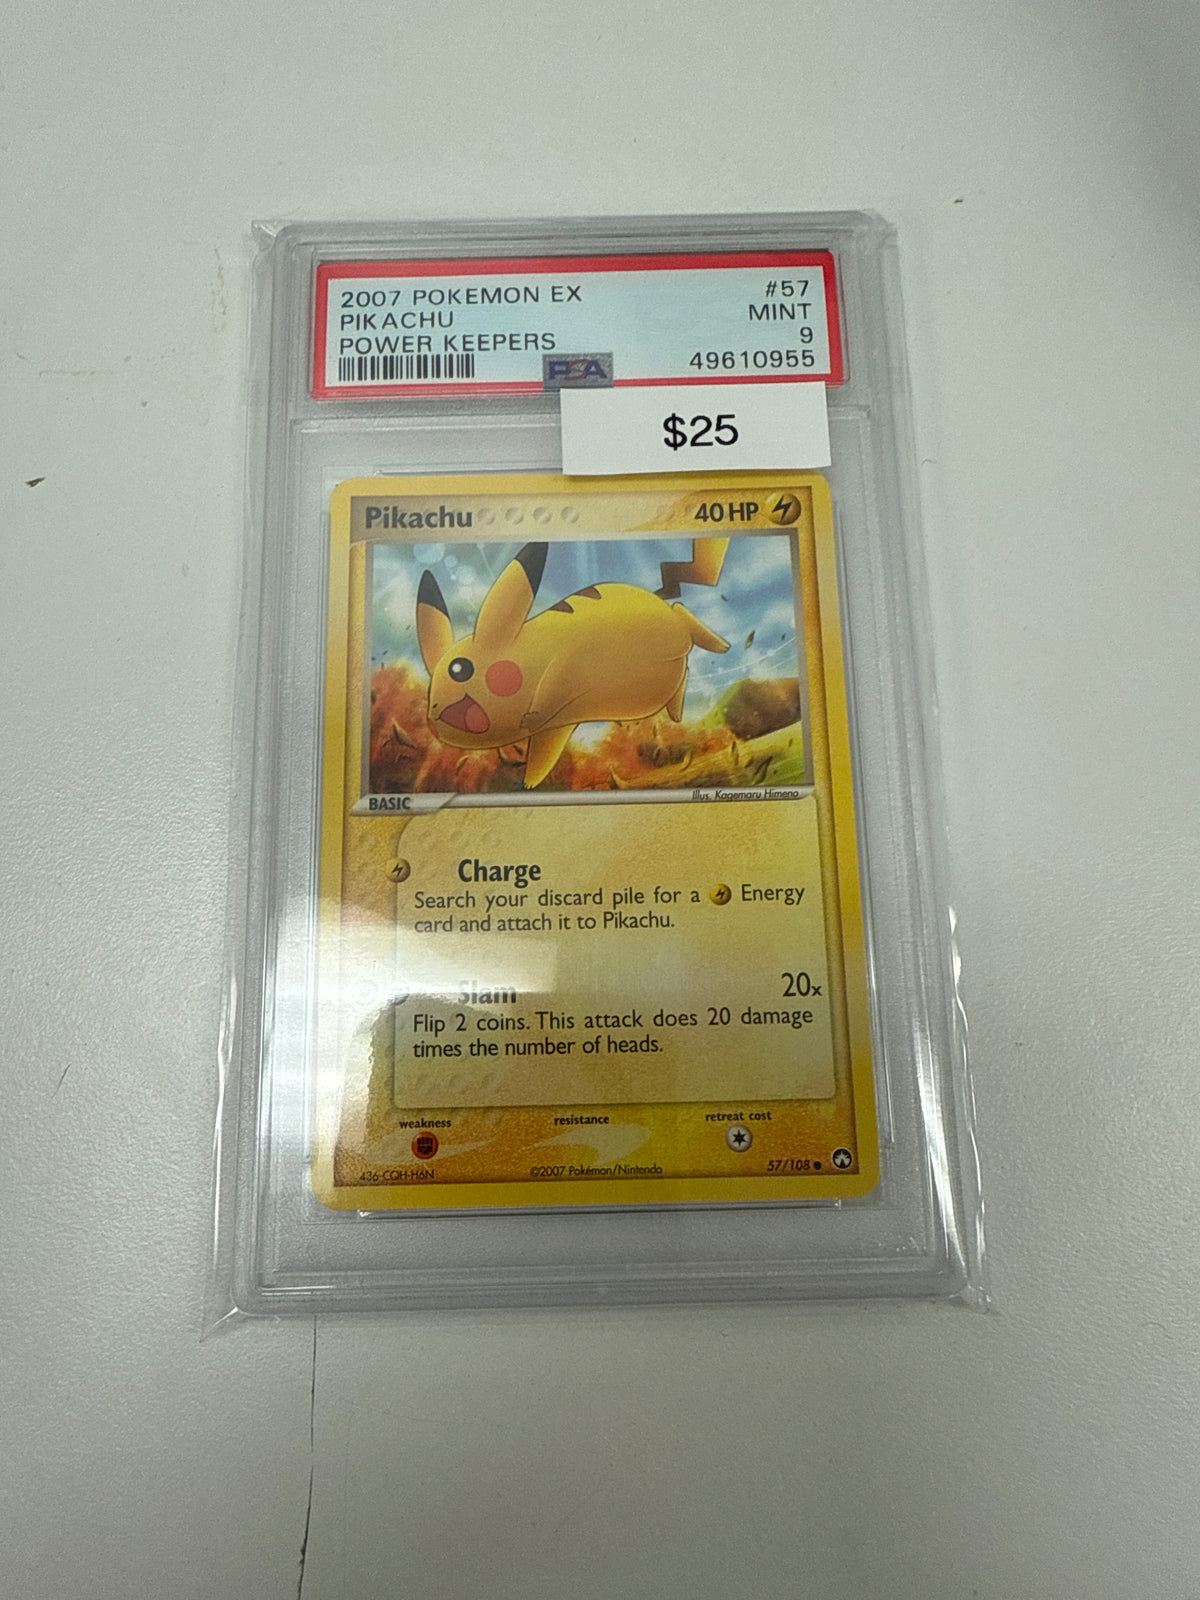 2007 POKEMON EX #57
PIKACHU MINT
POWER KEEPERS 9
PSA 49610955
$25
Pikachu 40 HP
BASIC Illus. Kagemaru Himeno
Charge
Search your discard pile for a Energy
card and attach it to Pikachu.
Slam 20x
Flip 2 coins. This attack does 20 damage
times the number of heads.
weakness resistance retreat cost
436-CQH-H6N ©2007 Pokémon/Nintendo 57/108